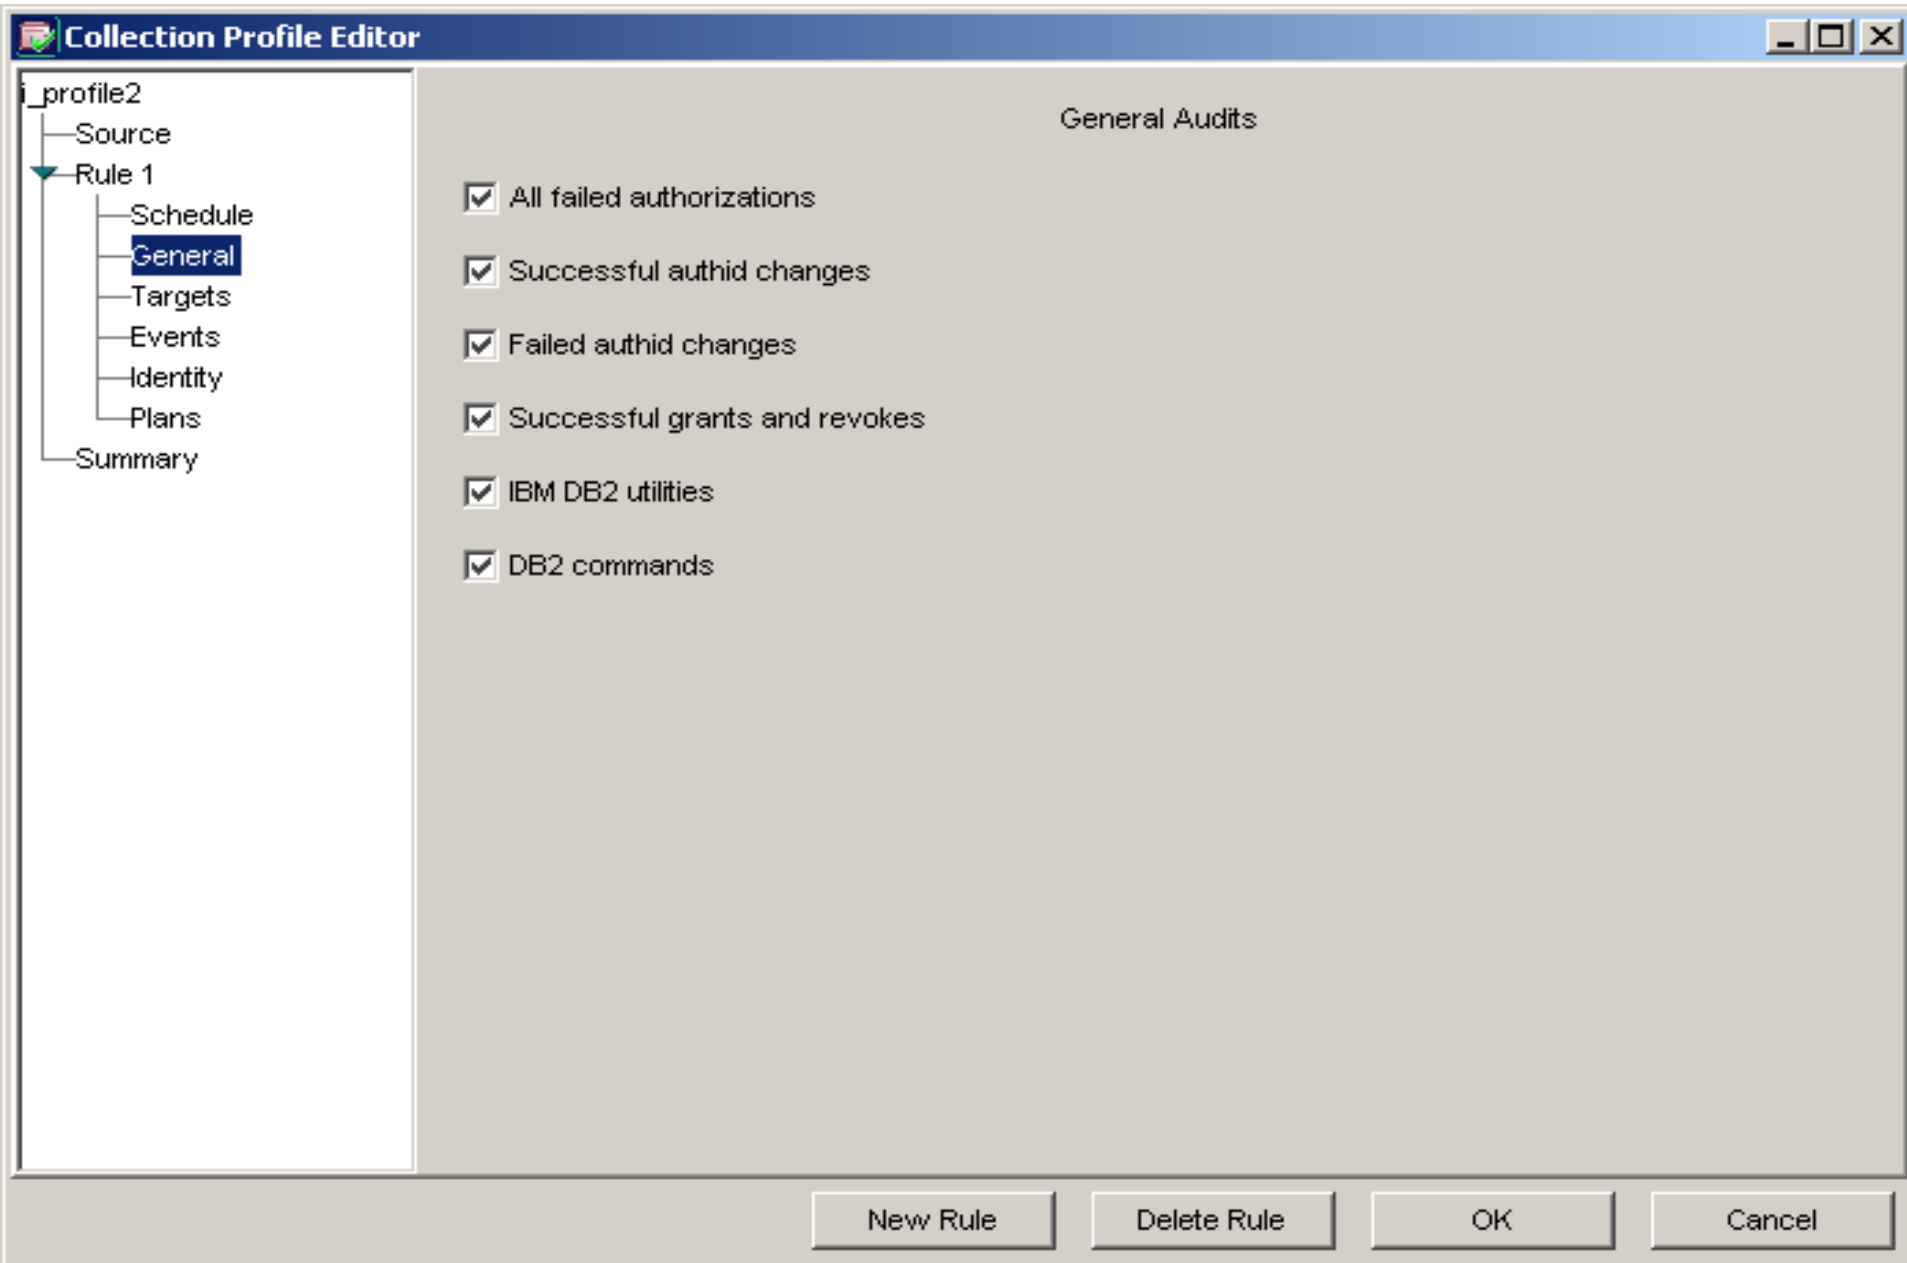 Collection Profile Editor
i_profile2
Source
Rule 1
Schedule
General
Targets
Events
Identity
Plans
Summary
General Audits
All failed authorizations
Successful authid changes
Failed authid changes
Successful grants and revokes
IBM DB2 utilities
DB2 commands
New Rule
Delete Rule
OK
Cancel